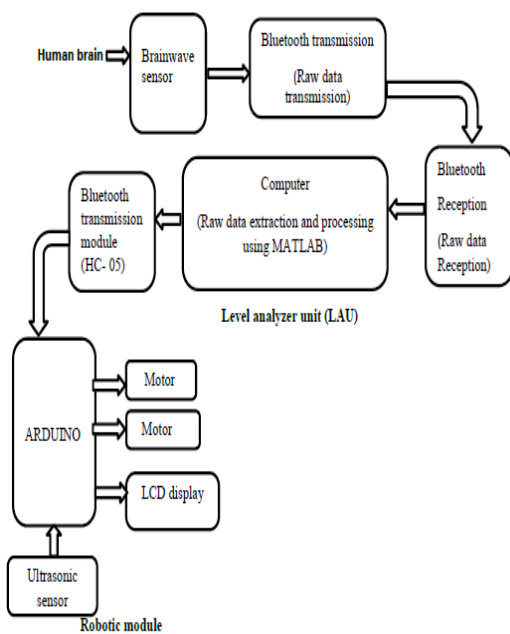 Human brain
Brainwave
sensor
Bluetooth transmission
(Raw data
transmission)
Bluetooth
Reception
(Raw data
Reception)
Computer
(Raw data extraction and processing
using MATLAB)
Bluetooth
transmission
module
(HC- 05)
Level analyzer unit (LAU)
ARDUINO
Motor
Motor
LCD display
Ultrasonic
sensor
Robotic module